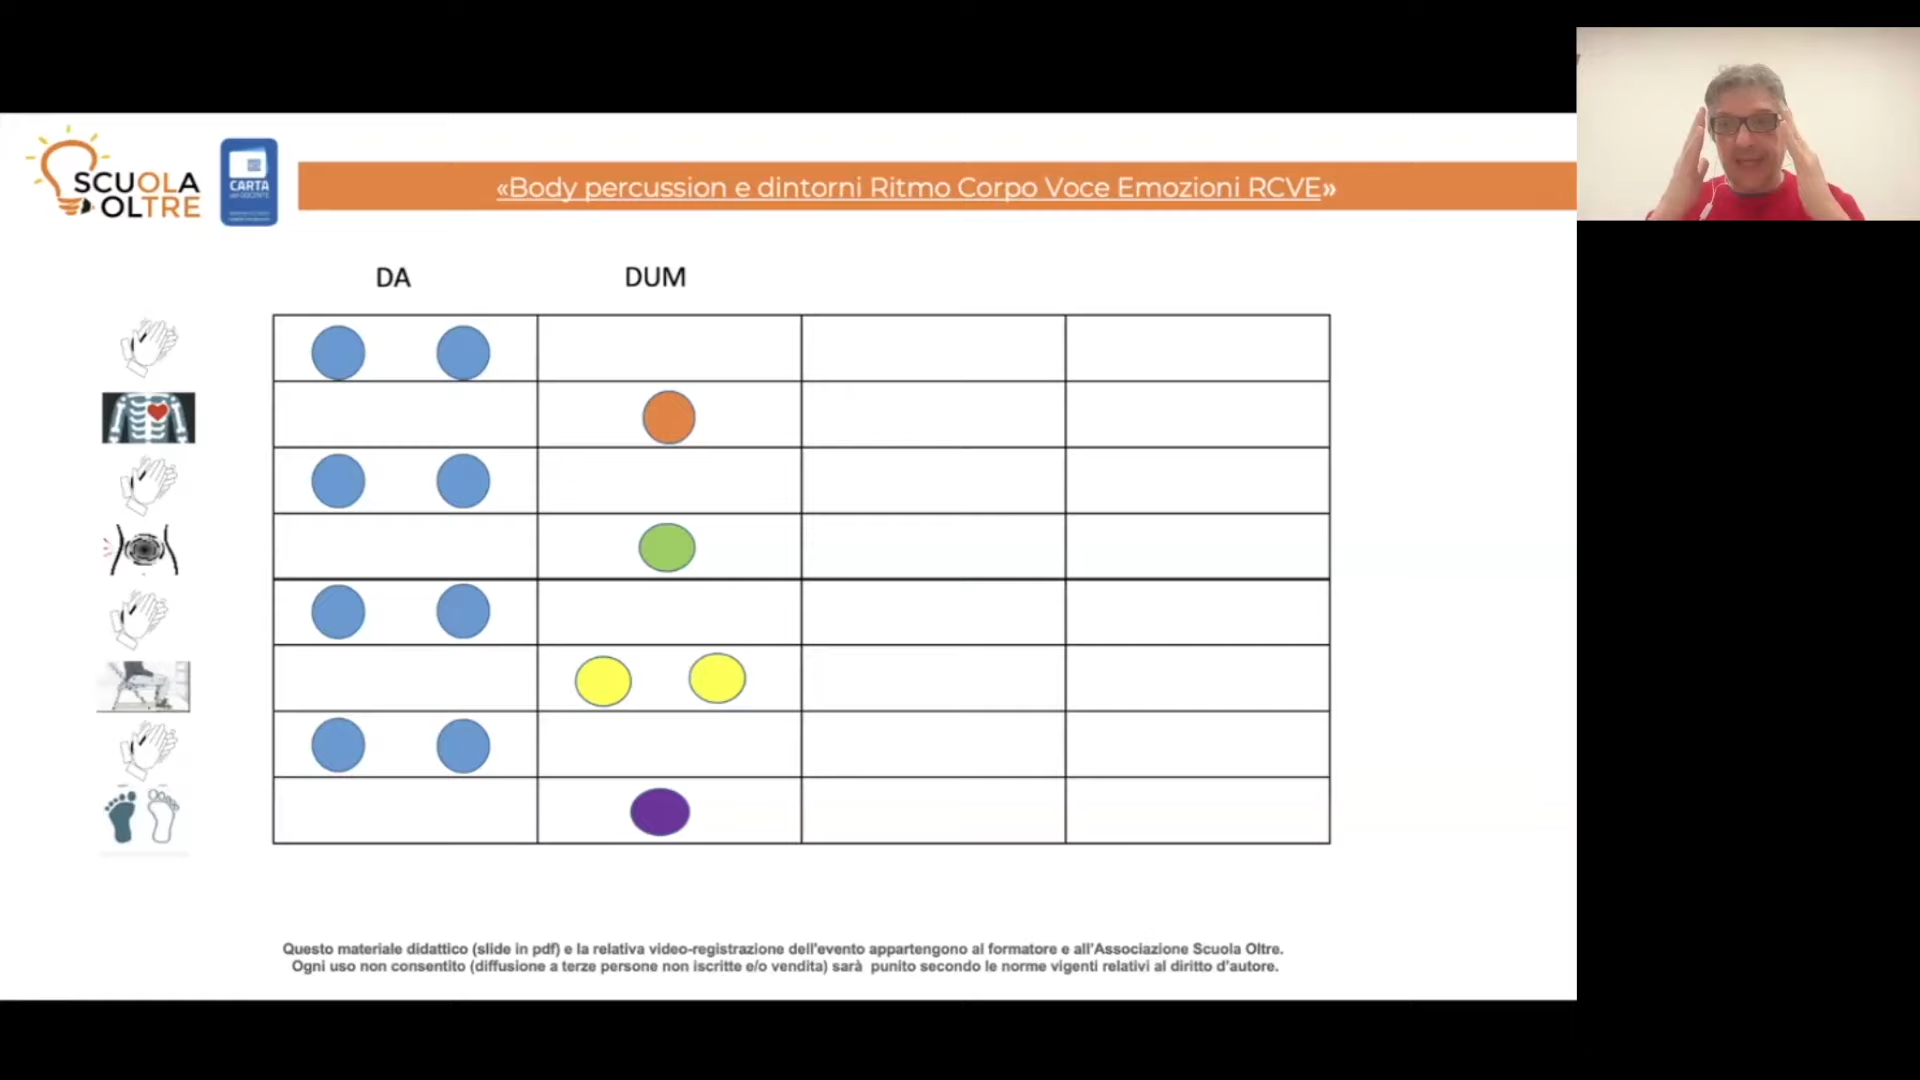 SCUOLA
OLTRE
CARTA
«Body percussion e dintorni Ritmo Corpo Voce Emozioni RCVE»
DA DUM
Questo materiale didattico (slide in pdf) e la relativa video-registrazione dell'evento appartengono al formatore e all'Associazione Scuola Oltre.
Ogni uso non consentito (diffusione a terze persone non iscritte e/o vendita) sarà punito secondo le norme vigenti relativi al diritto d'autore.